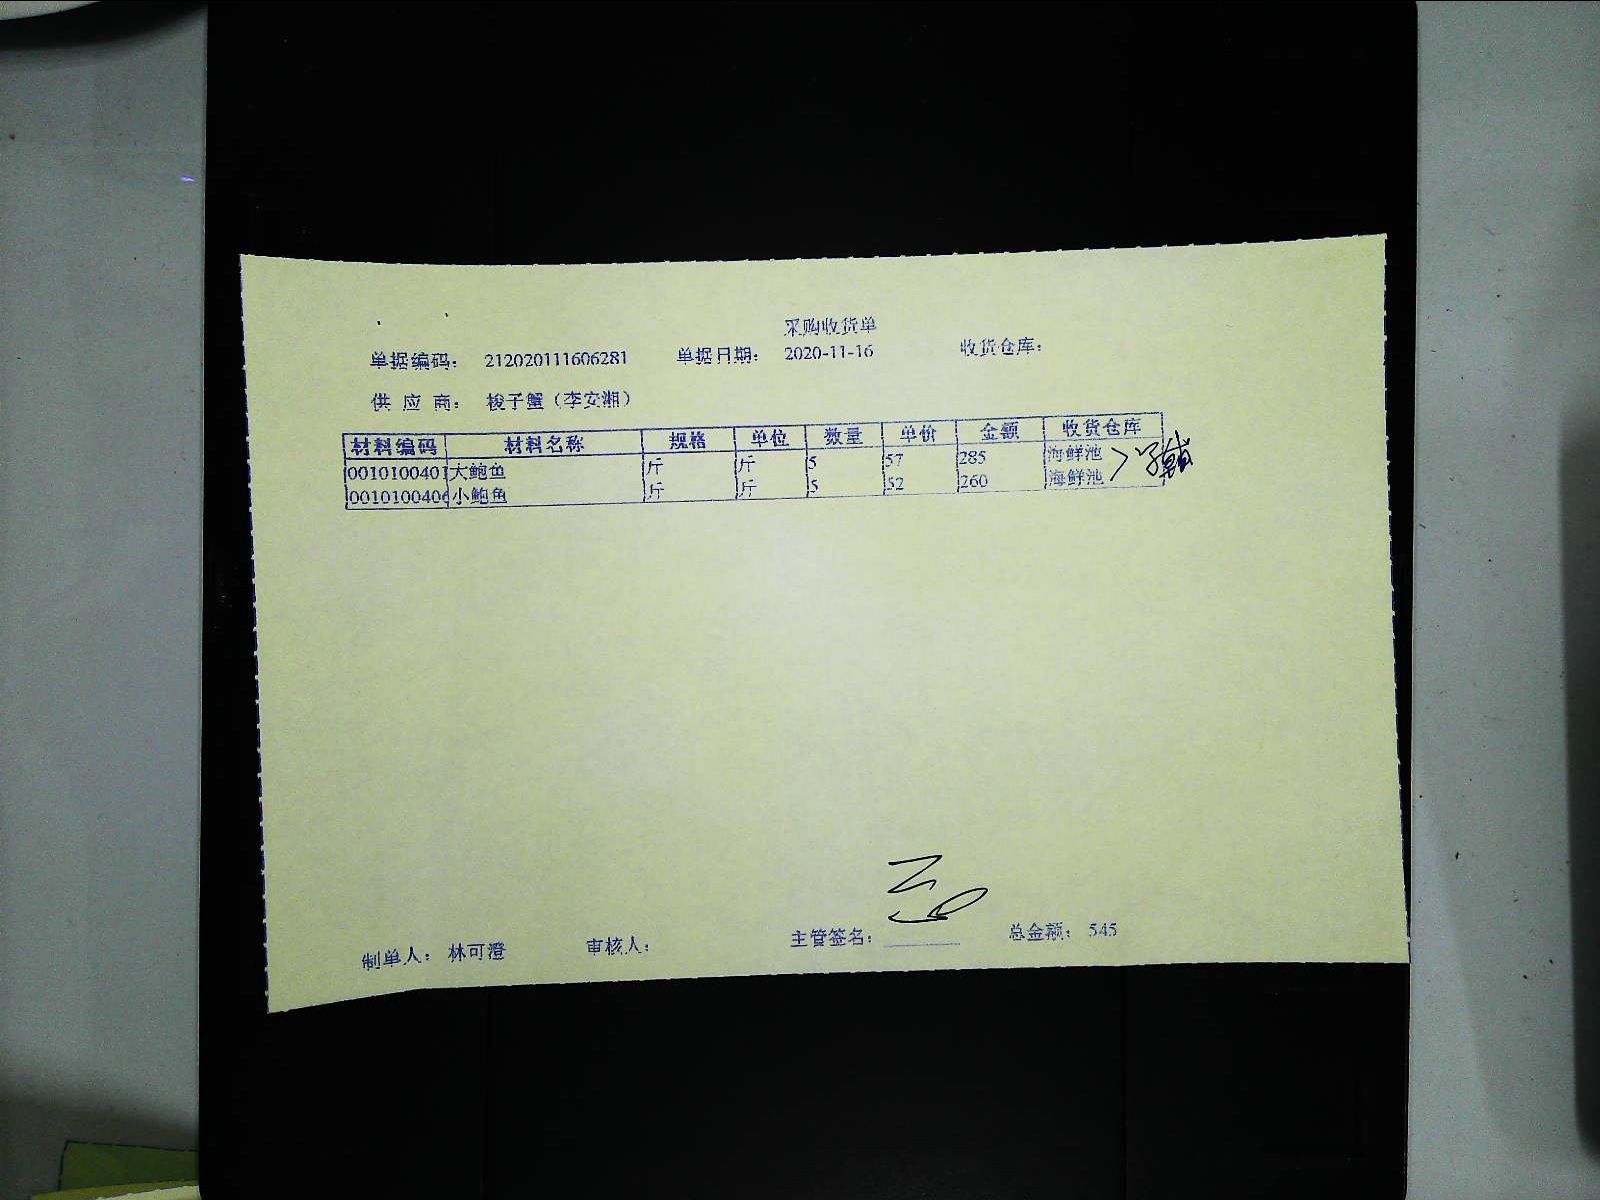 采购收货单
单据编码： 212020111606281 单据日期： 2020-11-16 收货仓库：
供 应 商： 梭子蟹（李安湘）
材料编码 材料名称 规格 单位 数量 单价 金额 收货仓库
0010100401 大鲍鱼 斤 斤 5 57 285 海鲜池
001010040 小鲍鱼 斤 斤 5 52 260 海鲜池
制单人： 林可澄 审核人： 主管签名： 总金额： 545